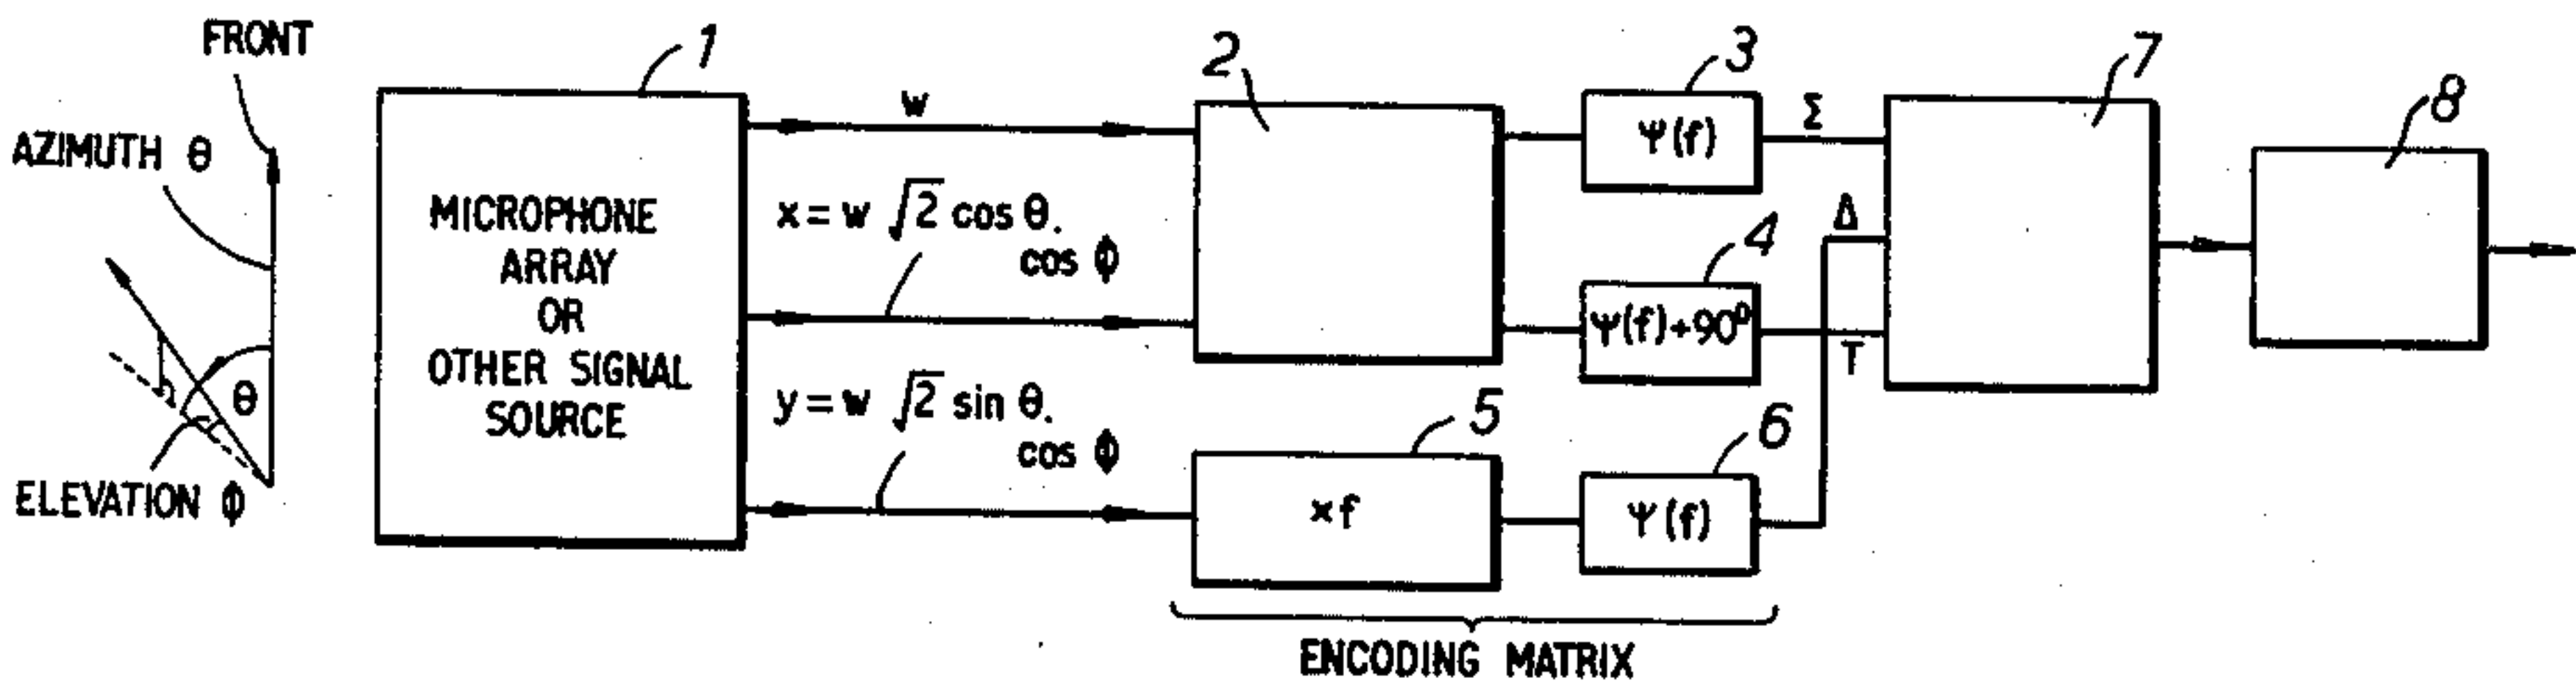 FRONT
AZIMUTH θ
θ
ELEVATION ϕ
1
MICROPHONE
ARRAY
OR
OTHER SIGNAL
SOURCE
w
x = w √2 cos θ.
cos ϕ
y = w √2 sin θ.
cos ϕ
2
3
Ψ(f)
Σ
4
Ψ(f)+90°
Δ
T
5
×f
6
Ψ(f)
7
8
ENCODING MATRIX